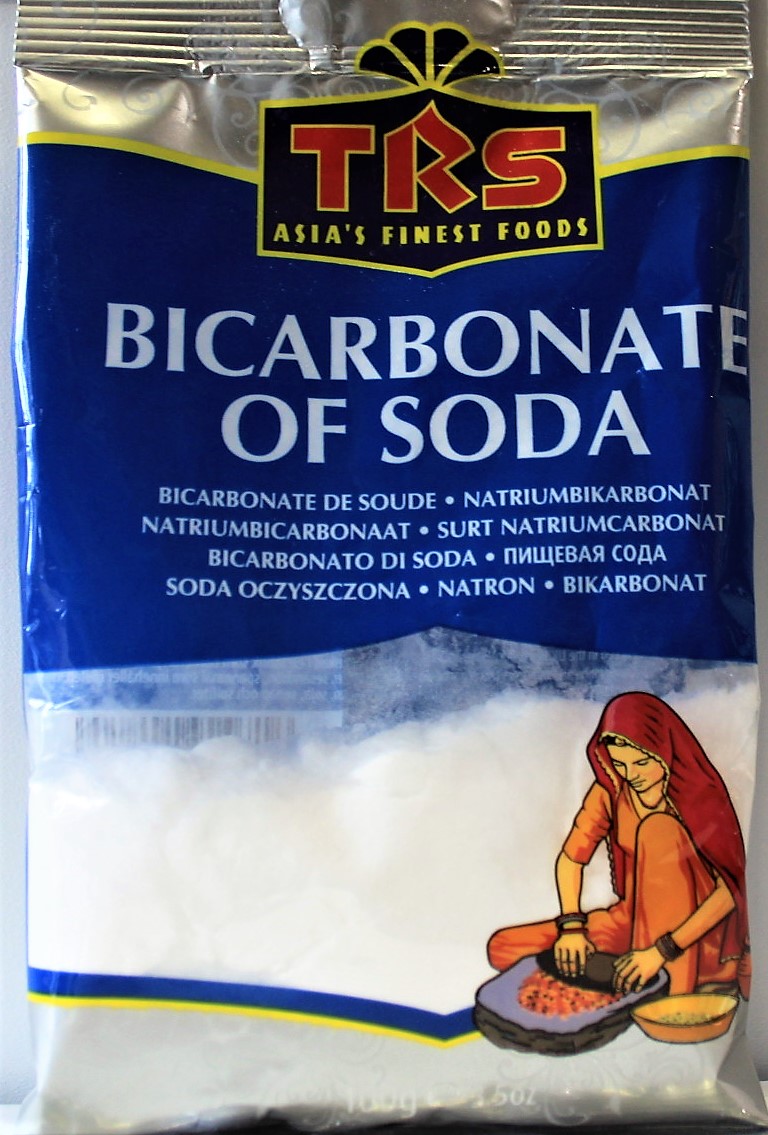 TRS
ASIA'S FINEST FOODS
BICARBONATE
OF SODA
BICARBONATE DE SOUDE • NATRIUMBIKARBONAT
NATRIUMBICARBONAAT • SURT NATRIUMCARBONAT
BICARBONATO DI SODA • ПИЩЕВАЯ СОДА
SODA OCZYSZCZONA • NATRON • BIKARBONAT
100g